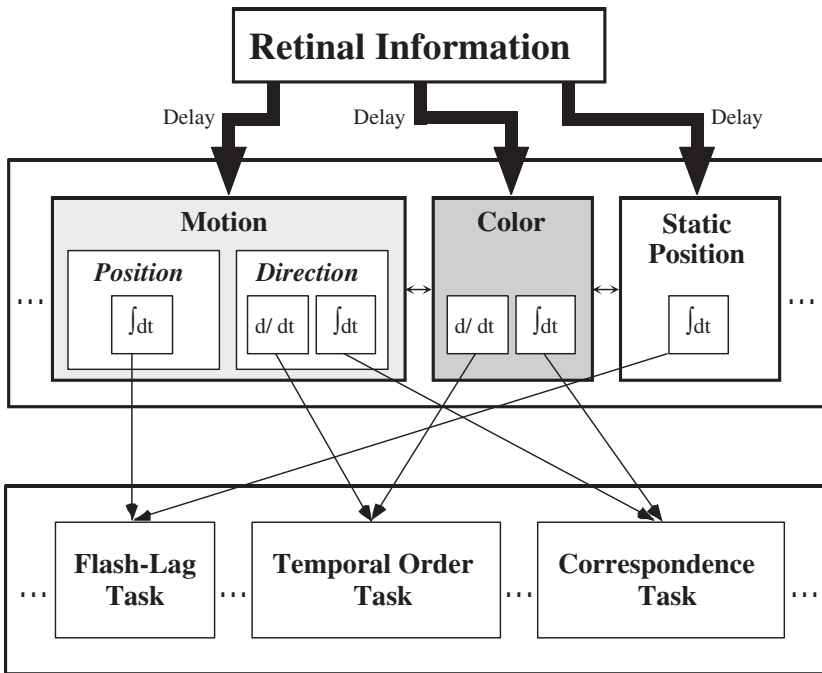 Retinal Information
Delay Delay Delay
Motion Color Static
Position
Position Direction
... ...
∫dt d/ dt ∫dt d/ dt ∫dt ∫dt
Flash-Lag Temporal Order Correspondence
Task Task Task
... ... ... ...